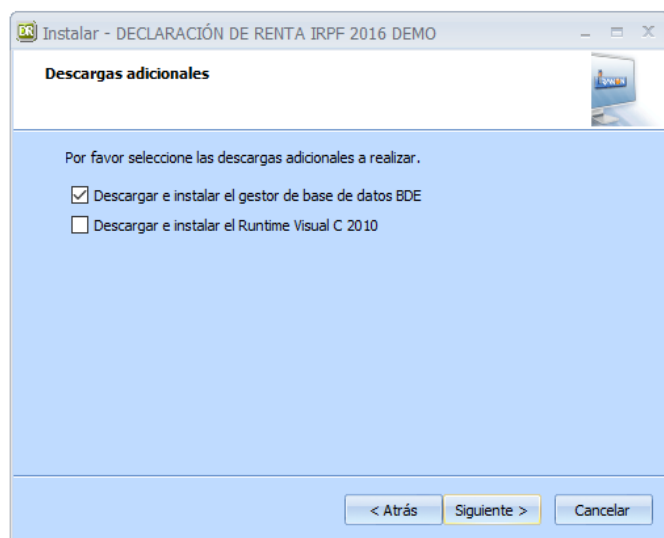 Instalar - DECLARACIÓN DE RENTA IRPF 2016 DEMO
Descargas adicionales
Por favor seleccione las descargas adicionales a realizar.
Descargar e instalar el gestor de base de datos BDE
Descargar e instalar el Runtime Visual C 2010
< Atrás
Siguiente >
Cancelar